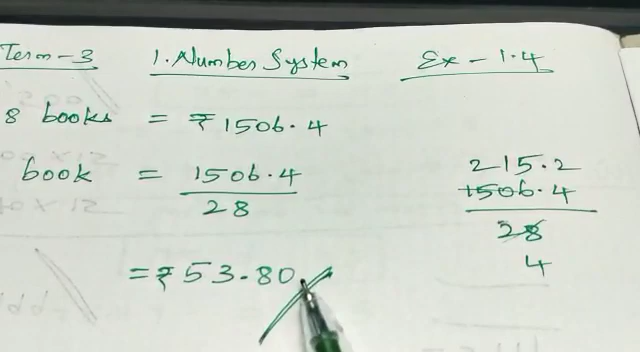 Term-3 1. Number System Ex-1.4
8 books = ₹1506.4
book = 1506.4
28
= ₹53.80
215.2
1506.4
28
4